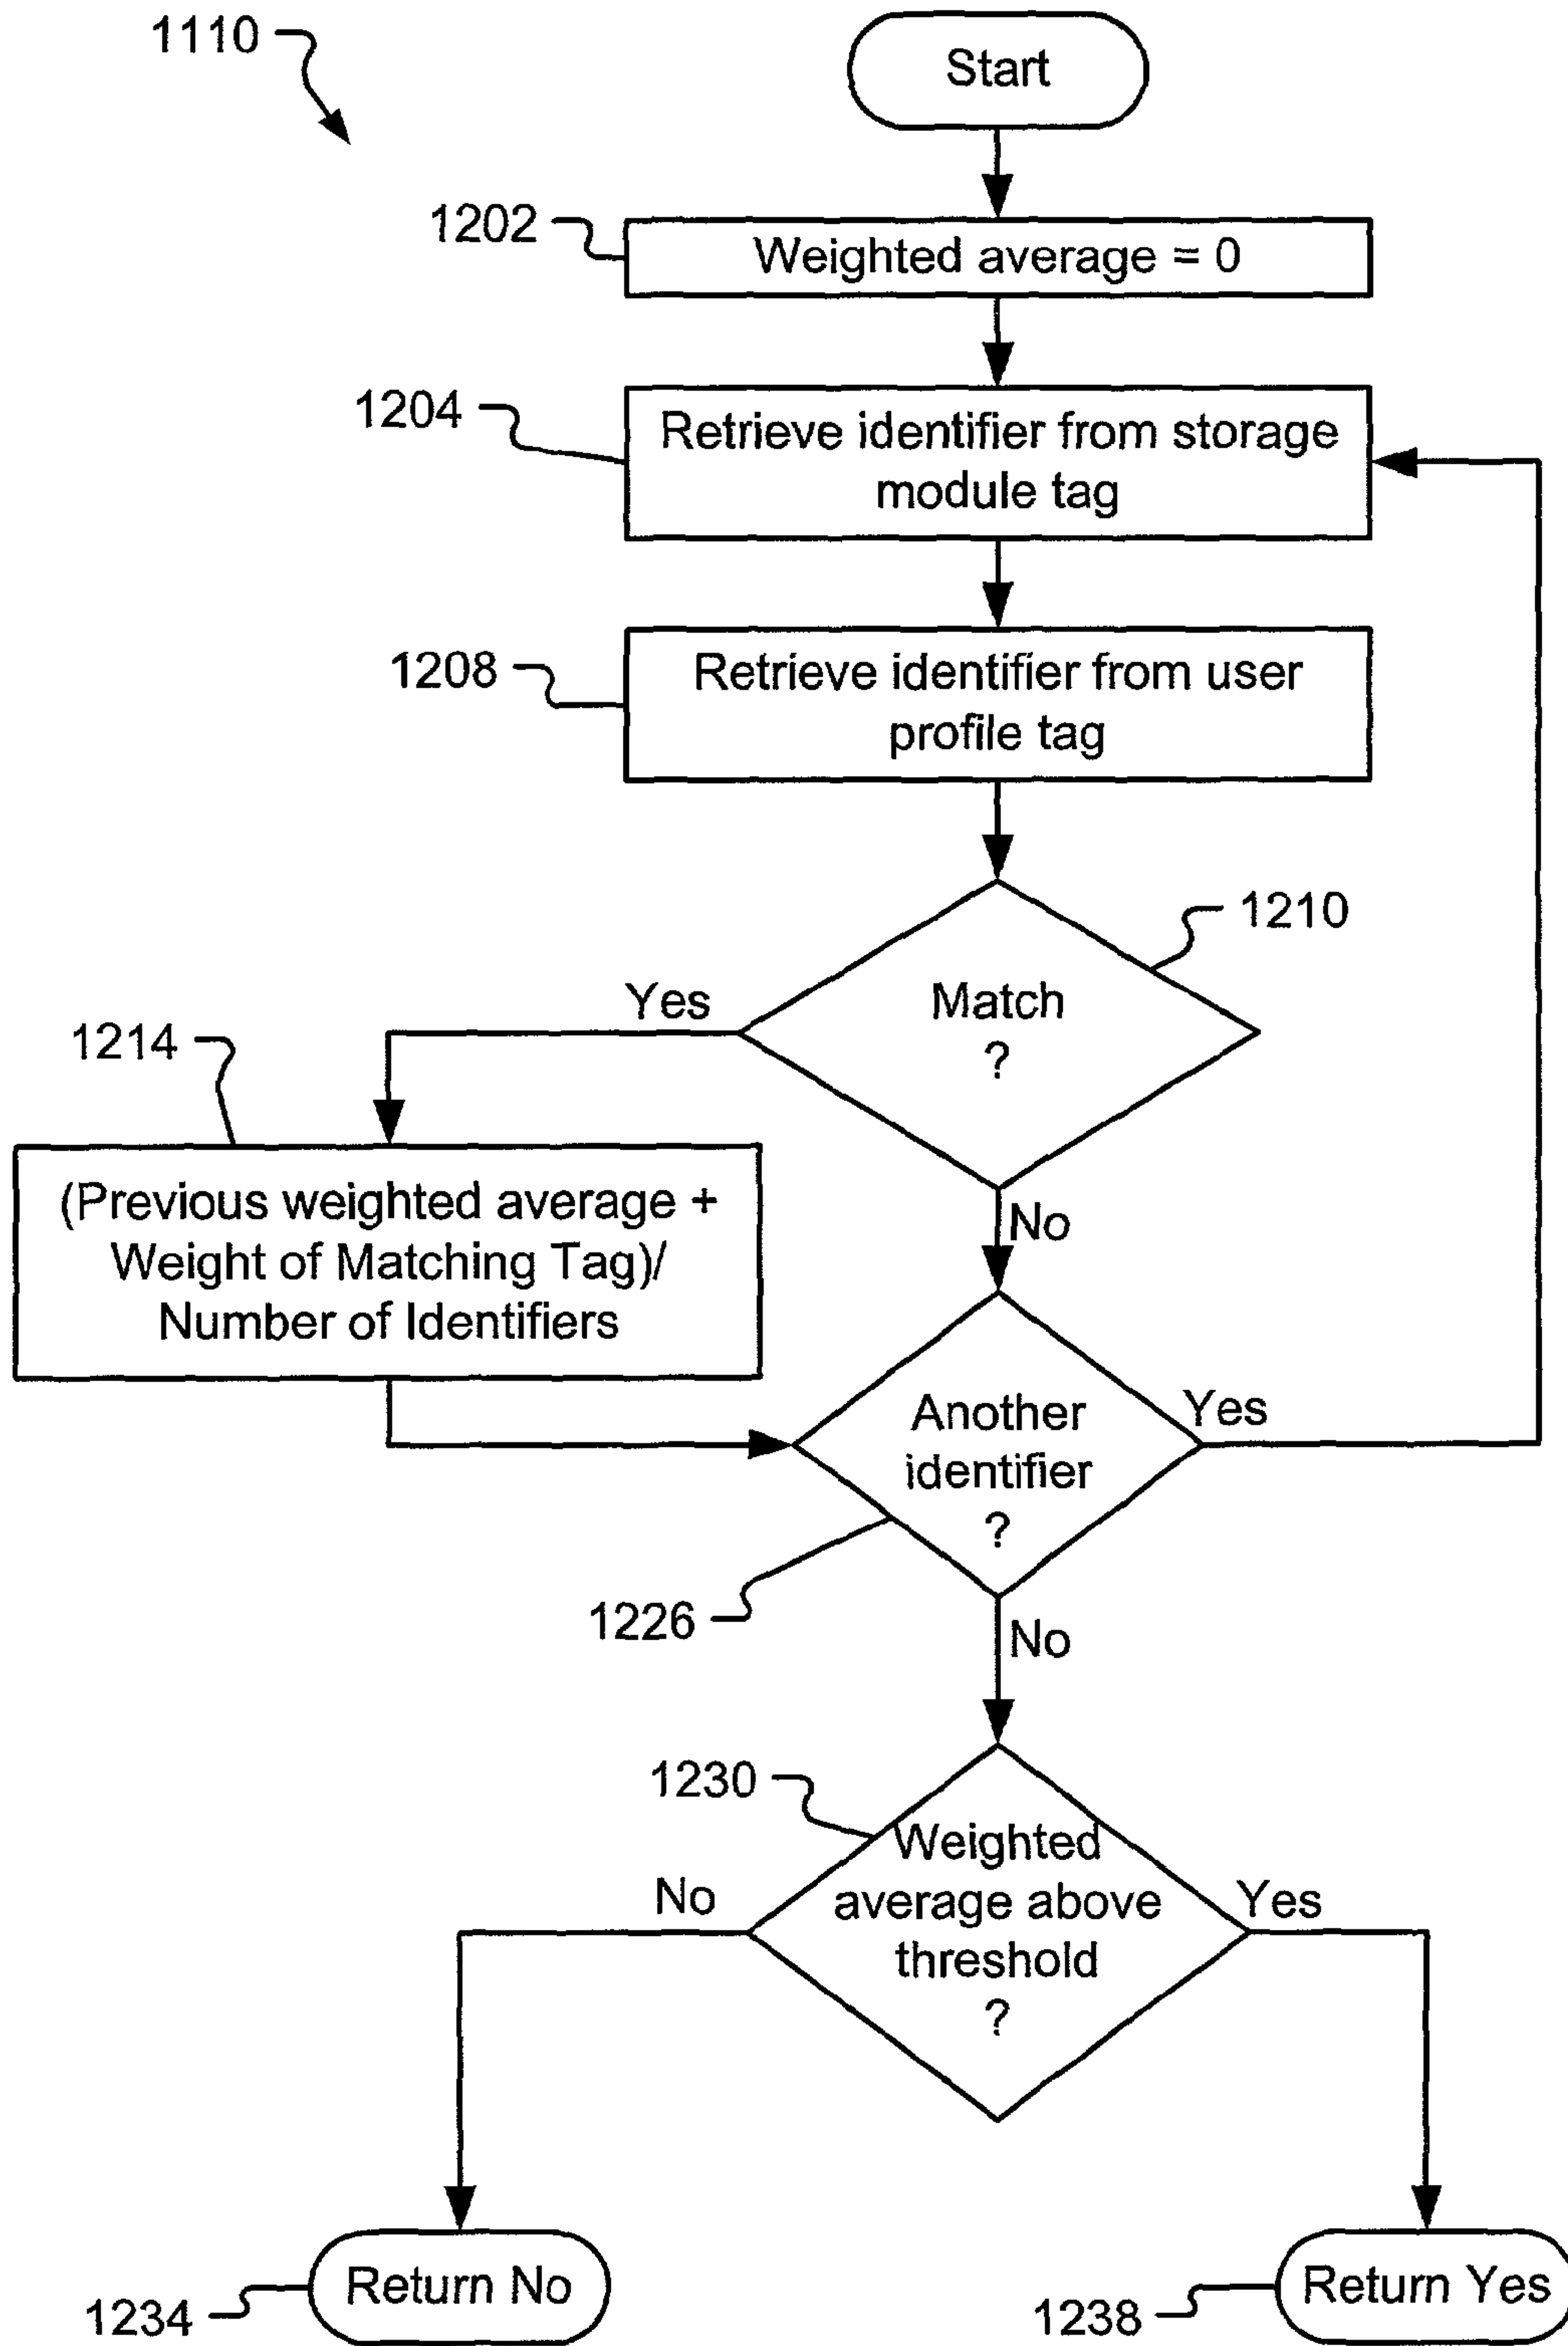 1110
Start
1202
Weighted average = 0
1204
Retrieve identifier from storage
module tag
1208
Retrieve identifier from user
profile tag
1210
Match
?
Yes
No
1214
(Previous weighted average +
Weight of Matching Tag)/
Number of Identifiers
Another
identifier
?
Yes
1226
No
1230
Weighted
average above
threshold
?
No
Yes
Return No
1234
Return Yes
1238